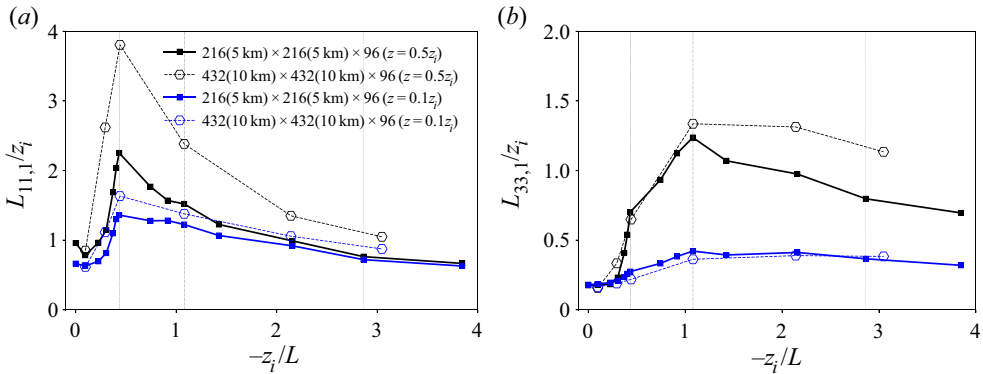 (a)
4
3
2
1
0
0
1
2
3
4
L₁₁,₁/zᵢ
−zᵢ/L
216(5 km) × 216(5 km) × 96 (z = 0.5zᵢ)
432(10 km) × 432(10 km) × 96 (z = 0.5zᵢ)
216(5 km) × 216(5 km) × 96 (z = 0.1zᵢ)
432(10 km) × 432(10 km) × 96 (z = 0.1zᵢ)
(b)
2.0
1.5
1.0
0.5
0
0
1
2
3
4
L₃₃,₁/zᵢ
−zᵢ/L